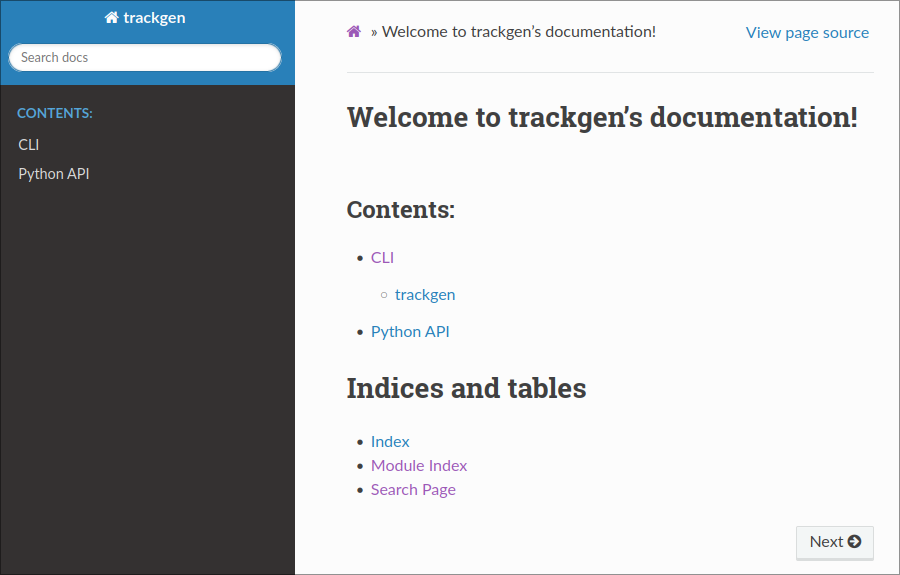 trackgen
Search docs
CONTENTS:
CLI
Python API
» Welcome to trackgen’s documentation!
View page source
Welcome to trackgen’s documentation!
Contents:
CLI
trackgen
Python API
Indices and tables
Index
Module Index
Search Page
Next